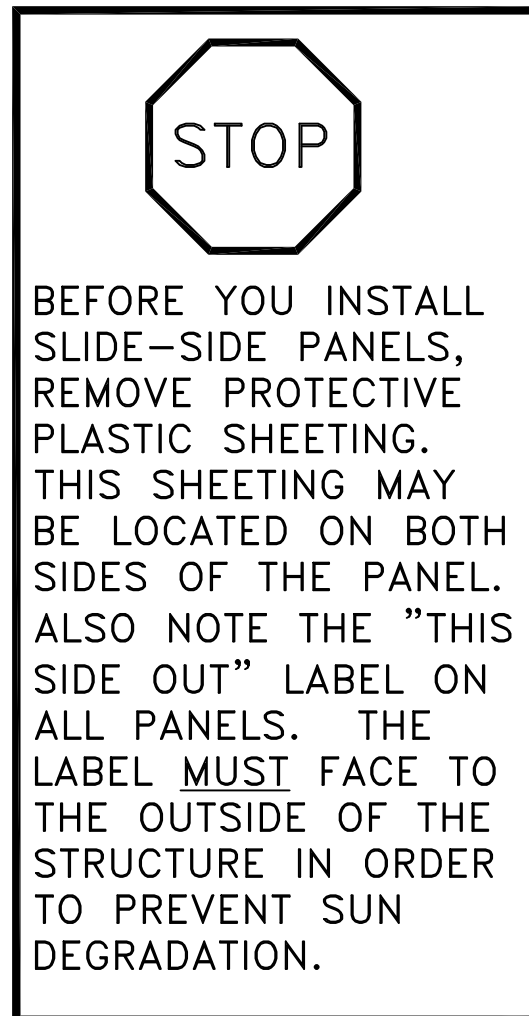 STOP
BEFORE YOU INSTALL
SLIDE-SIDE PANELS,
REMOVE PROTECTIVE
PLASTIC SHEETING.
THIS SHEETING MAY
BE LOCATED ON BOTH
SIDES OF THE PANEL.
ALSO NOTE THE ”THIS
SIDE OUT” LABEL ON
ALL PANELS.  THE
LABEL MUST FACE TO
THE OUTSIDE OF THE
STRUCTURE IN ORDER
TO PREVENT SUN
DEGRADATION.